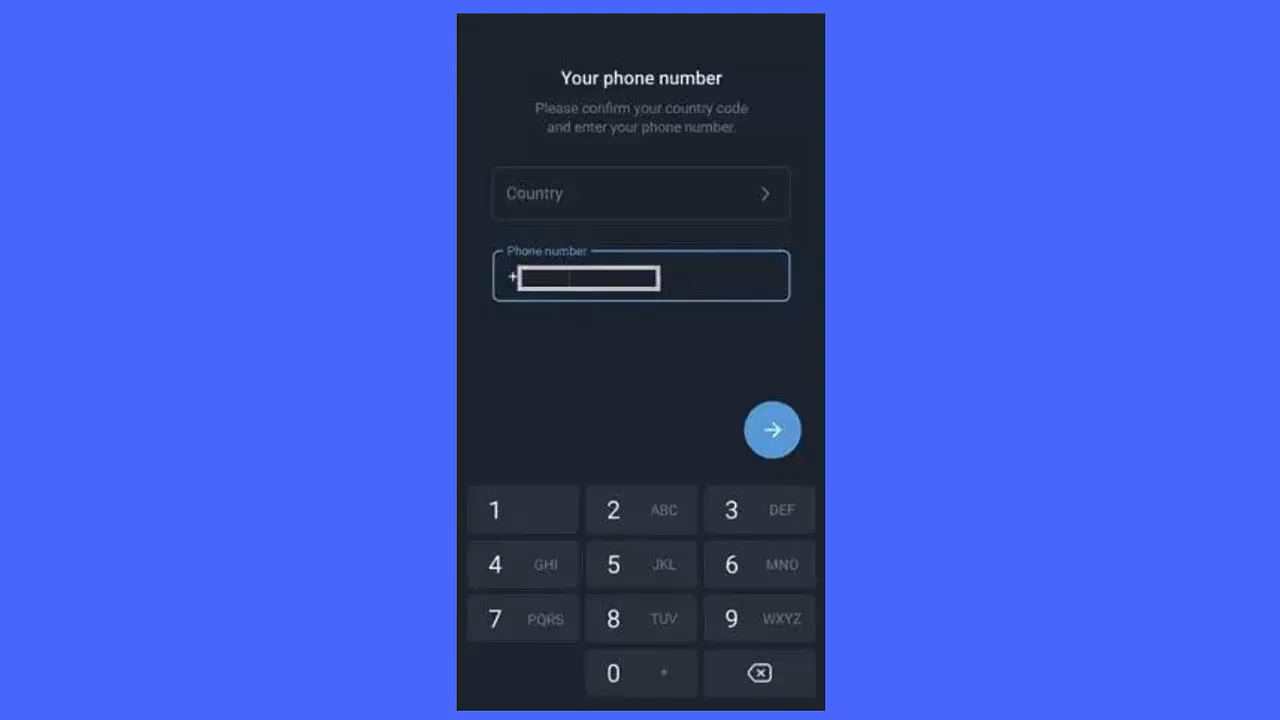 Your phone number
Please confirm your country code
and enter your phone number.
Country
Phone number
+
1
2 ABC
3 DEF
4 GHI
5 JKL
6 MNO
7 PQRS
8 TUV
9 WXYZ
0 +